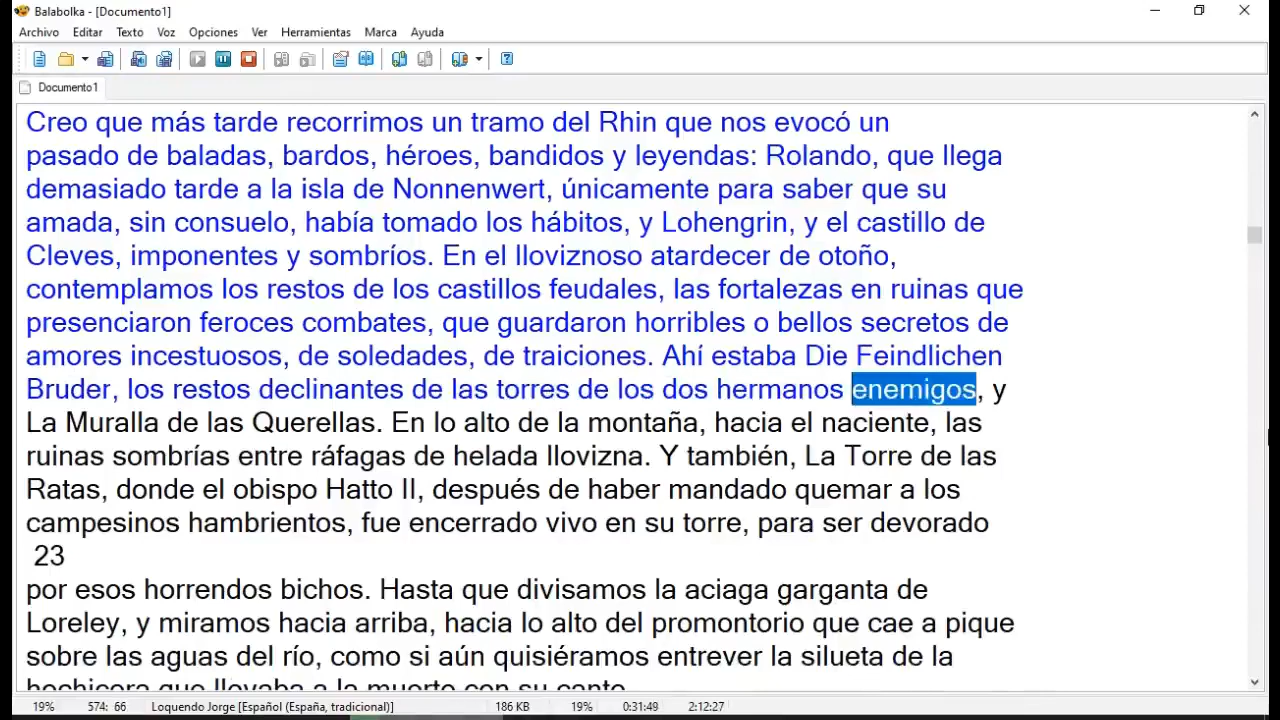 Balabolka - [Documento1]
Archivo Editar Texto Voz Opciones Ver Herramientas Marca Ayuda
Documento1
Creo que más tarde recorrimos un tramo del Rhin que nos evocó un
pasado de baladas, bardos, héroes, bandidos y leyendas: Rolando, que llega
demasiado tarde a la isla de Nonnenwert, únicamente para saber que su
amada, sin consuelo, había tomado los hábitos, y Lohengrin, y el castillo de
Cleves, imponentes y sombríos. En el lloviznoso atardecer de otoño,
contemplamos los restos de los castillos feudales, las fortalezas en ruinas que
presenciaron feroces combates, que guardaron horribles o bellos secretos de
amores incestuosos, de soledades, de traiciones. Ahí estaba Die Feindlichen
Bruder, los restos declinantes de las torres de los dos hermanos enemigos, y
La Muralla de las Querellas. En lo alto de la montaña, hacia el naciente, las
ruinas sombrías entre ráfagas de helada llovizna. Y también, La Torre de las
Ratas, donde el obispo Hatto II, después de haber mandado quemar a los
campesinos hambrientos, fue encerrado vivo en su torre, para ser devorado
23
por esos horrendos bichos. Hasta que divisamos la aciaga garganta de
Loreley, y miramos hacia arriba, hacia lo alto del promontorio que cae a pique
sobre las aguas del río, como si aún quisiéramos entrever la silueta de la
hechicera que llevaba a la muerte con su canto
19% 574: 66 Loquendo Jorge [Español (España, tradicional)] 186 KB 19% 0:31:49 2:12:27